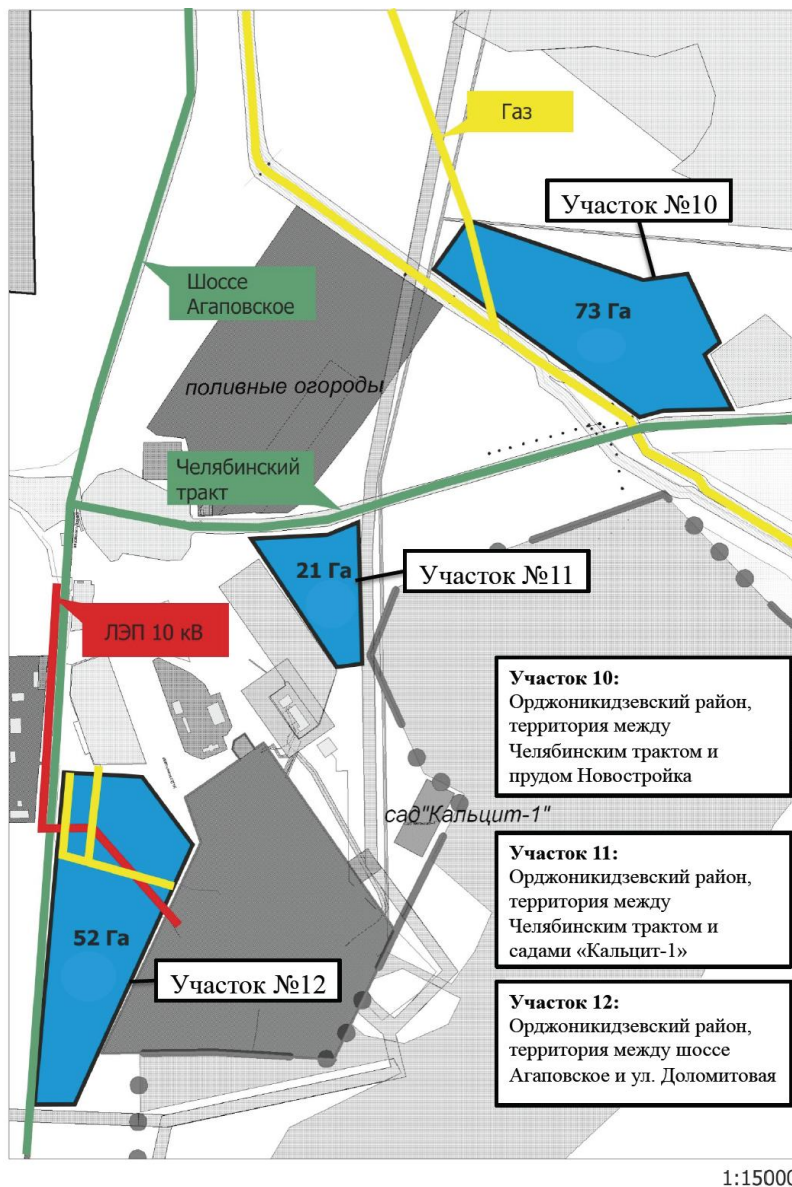 Газ
Участок №10
Шоссе
Агаповское
73 Га
поливные огороды
Челябинский
тракт
21 Га
Участок №11
ЛЭП 10 кВ
Участок 10:
Орджоникидзевский район,
территория между
Челябинским трактом и
прудом Новостройка
сад"Кальцит-1"
Участок 11:
Орджоникидзевский район,
территория между
Челябинским трактом и
садами «Кальцит-1»
52 Га
Участок №12
Участок 12:
Орджоникидзевский район,
территория между шоссе
Агаповское и ул. Доломитовая
1:15000